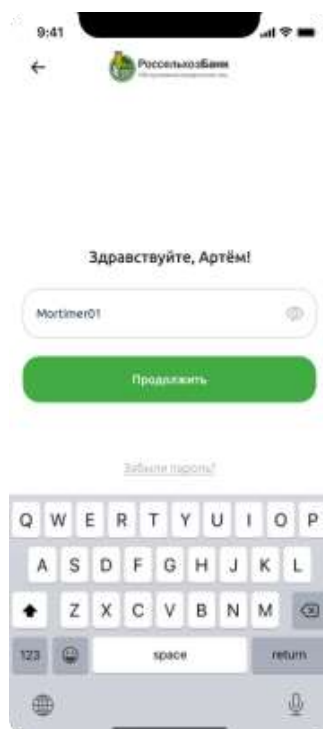 9:41
РоссельхозБанк
Здравствуйте, Артём!
Mortimer01
Продолжить
Забыли пароль?
Q W E R T Y U I O P
A S D F G H J K L
Z X C V B N M
123 space return